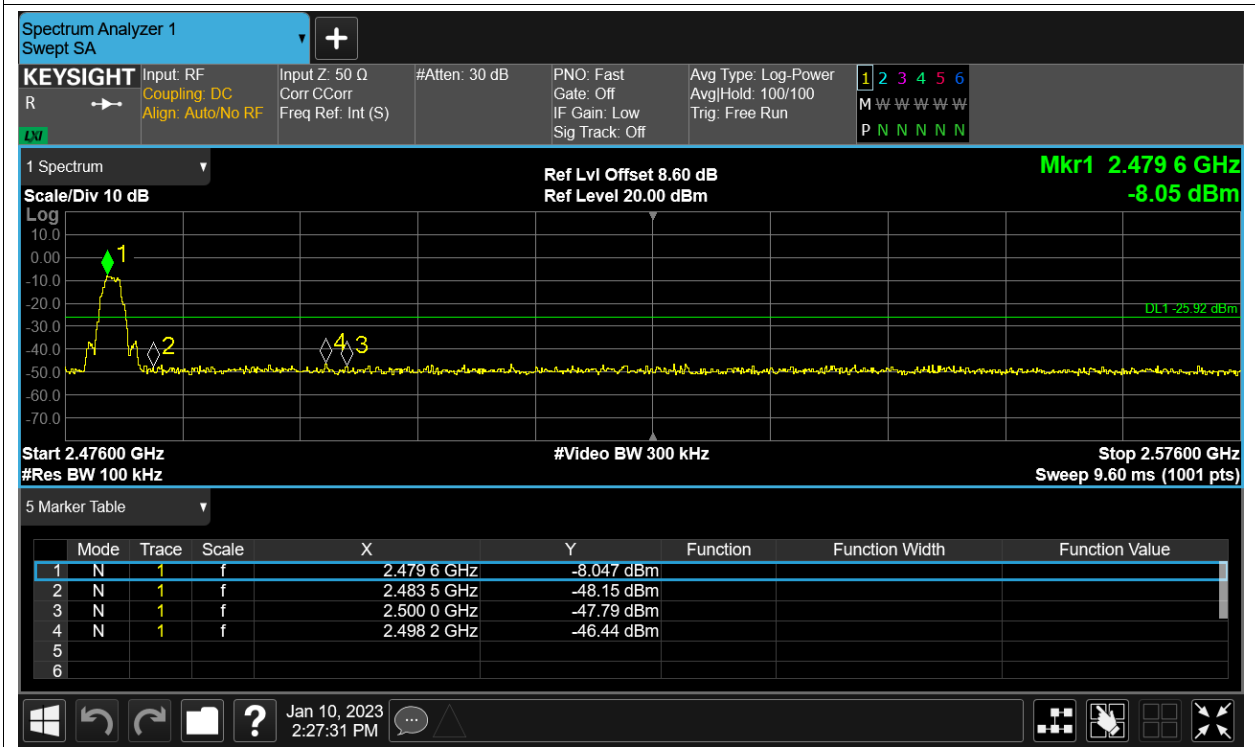 Spectrum Analyzer 1
Swept SA
+
KEYSIGHT Input: RF Input Z: 50 Ω #Atten: 30 dB PNO: Fast Avg Type: Log-Power 1 2 3 4 5 6
R Coupling: DC Corr CCorr Gate: Off Avg|Hold: 100/100 M W W W W W
Align: Auto/No RF Freq Ref: Int (S) IF Gain: Low Trig: Free Run
LXI Sig Track: Off P N N N N N
1 Spectrum Ref Lvl Offset 8.60 dB Mkr1 2.479 6 GHz
Scale/Div 10 dB Ref Level 20.00 dBm -8.05 dBm
Log
10.0
0.00 1
-10.0
-20.0 DL1 -25.92 dBm
-30.0
-40.0 2 4 3
-50.0
-60.0
-70.0
Start 2.47600 GHz #Video BW 300 kHz Stop 2.57600 GHz
#Res BW 100 kHz Sweep 9.60 ms (1001 pts)
5 Marker Table
Mode Trace Scale X Y Function Function Width Function Value
1 N 1 f 2.479 6 GHz -8.047 dBm
2 N 1 f 2.483 5 GHz -48.15 dBm
3 N 1 f 2.500 0 GHz -47.79 dBm
4 N 1 f 2.498 2 GHz -46.44 dBm
5
6
? Jan 10, 2023
2:27:31 PM